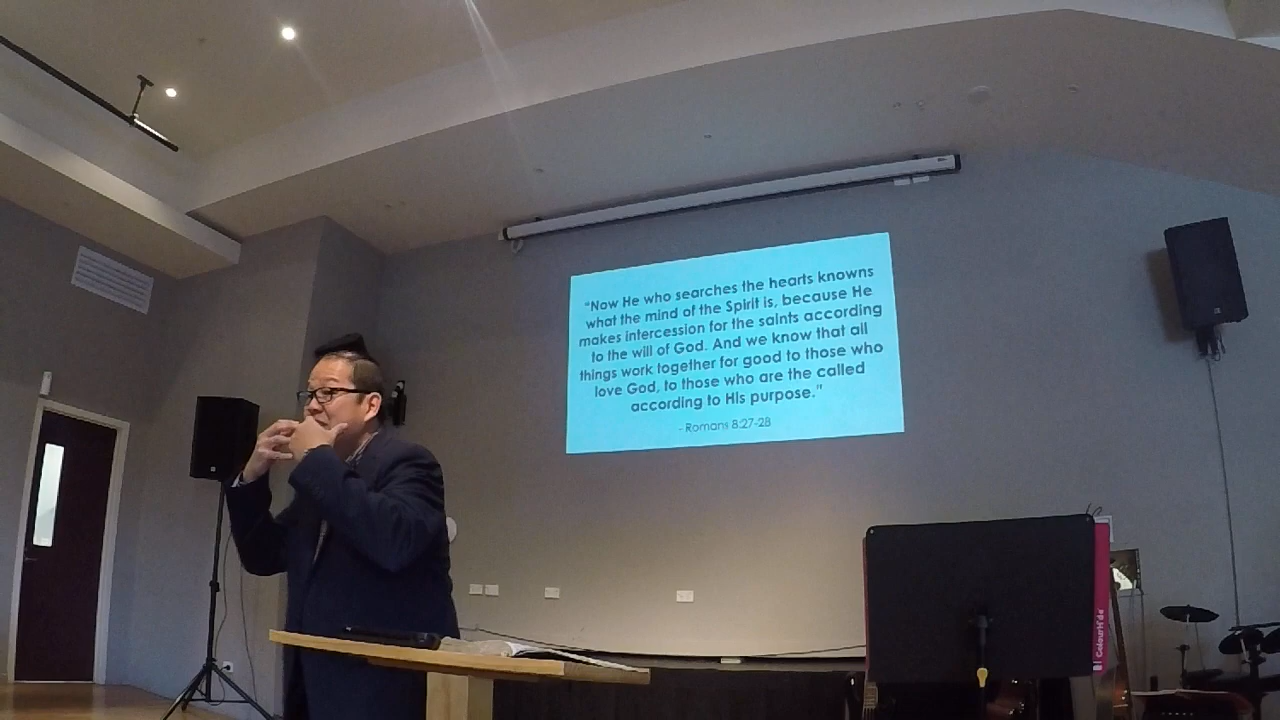 “Now He who searches the hearts knowns
what the mind of the Spirit is, because He
makes intercession for the saints according
to the will of God. And we know that all
things work together for good to those who
love God, to those who are the called
according to His purpose.”
- Romans 8:27-28
ColourHide